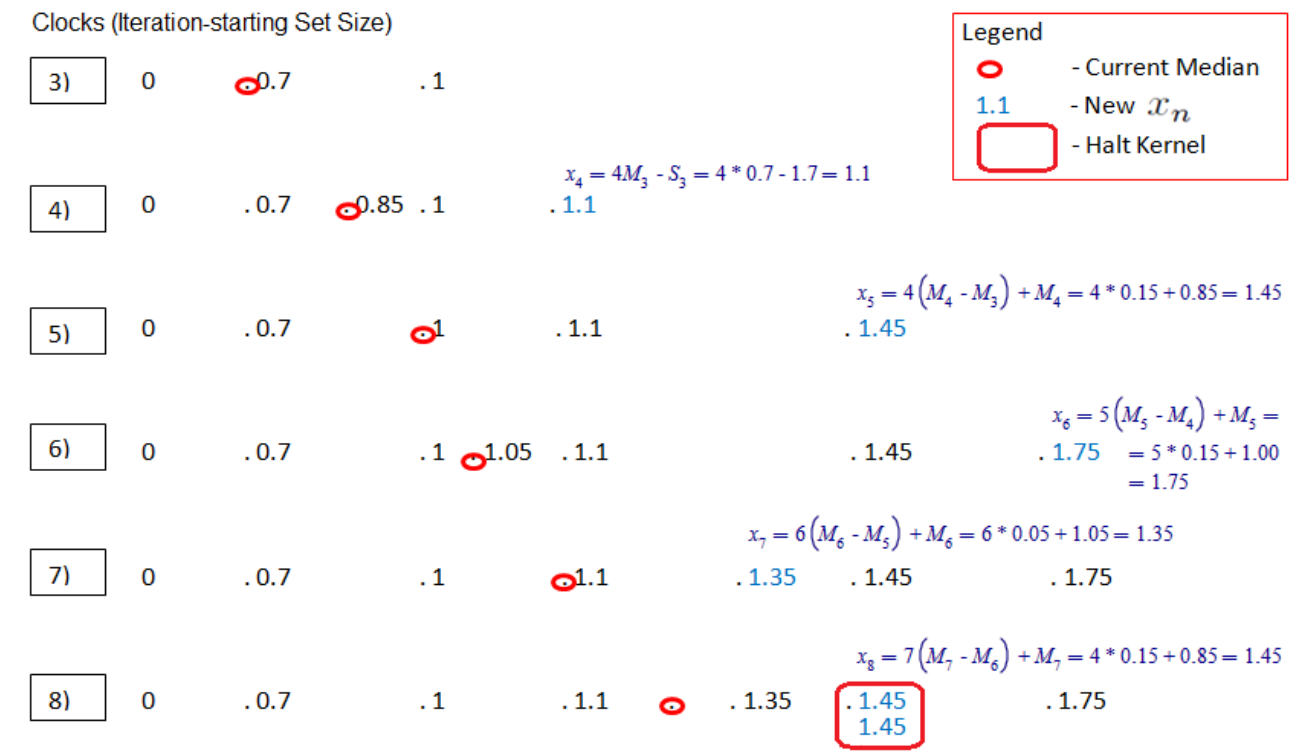 Clocks (Iteration-starting Set Size)
Legend
- Current Median
1.1 - New xₙ
- Halt Kernel
3) 0 . 0.7 . 1
x₄ = 4M₃ - S₃ = 4 * 0.7 - 1.7 = 1.1
4) 0 . 0.7 . 0.85 . 1 . 1.1
x₅ = 4(M₄ - M₃) + M₄ = 4 * 0.15 + 0.85 = 1.45
5) 0 . 0.7 . 1 . 1.1 . 1.45
x₆ = 5(M₅ - M₄) + M₅ =
= 5 * 0.15 + 1.00
= 1.75
6) 0 . 0.7 . 1 . 1.05 . 1.1 . 1.45 . 1.75
x₇ = 6(M₆ - M₅) + M₆ = 6 * 0.05 + 1.05 = 1.35
7) 0 . 0.7 . 1 . 1.1 . 1.35 . 1.45 . 1.75
x₈ = 7(M₇ - M₆) + M₇ = 4 * 0.15 + 0.85 = 1.45
8) 0 . 0.7 . 1 . 1.1 . . 1.35 . 1.45 . 1.75
1.45